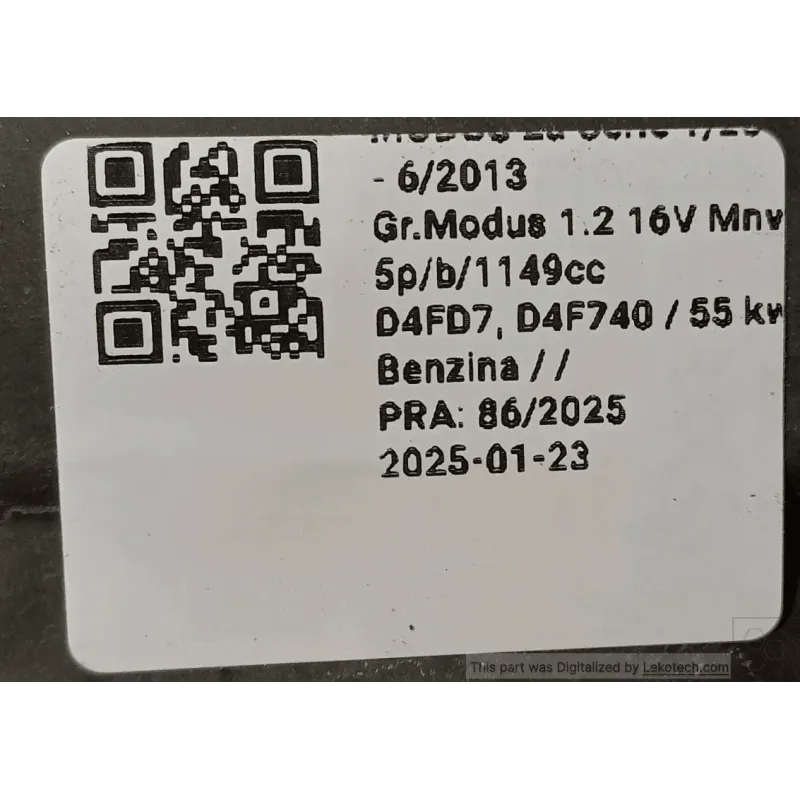 - 6/2013
Gr.Modus 1.2 16V Mnv
5p/b/1149cc
D4FD7, D4F740 / 55 kw
Benzina / /
PRA: 86/2025
2025-01-23
This part was Digitalized by Lekotech.com